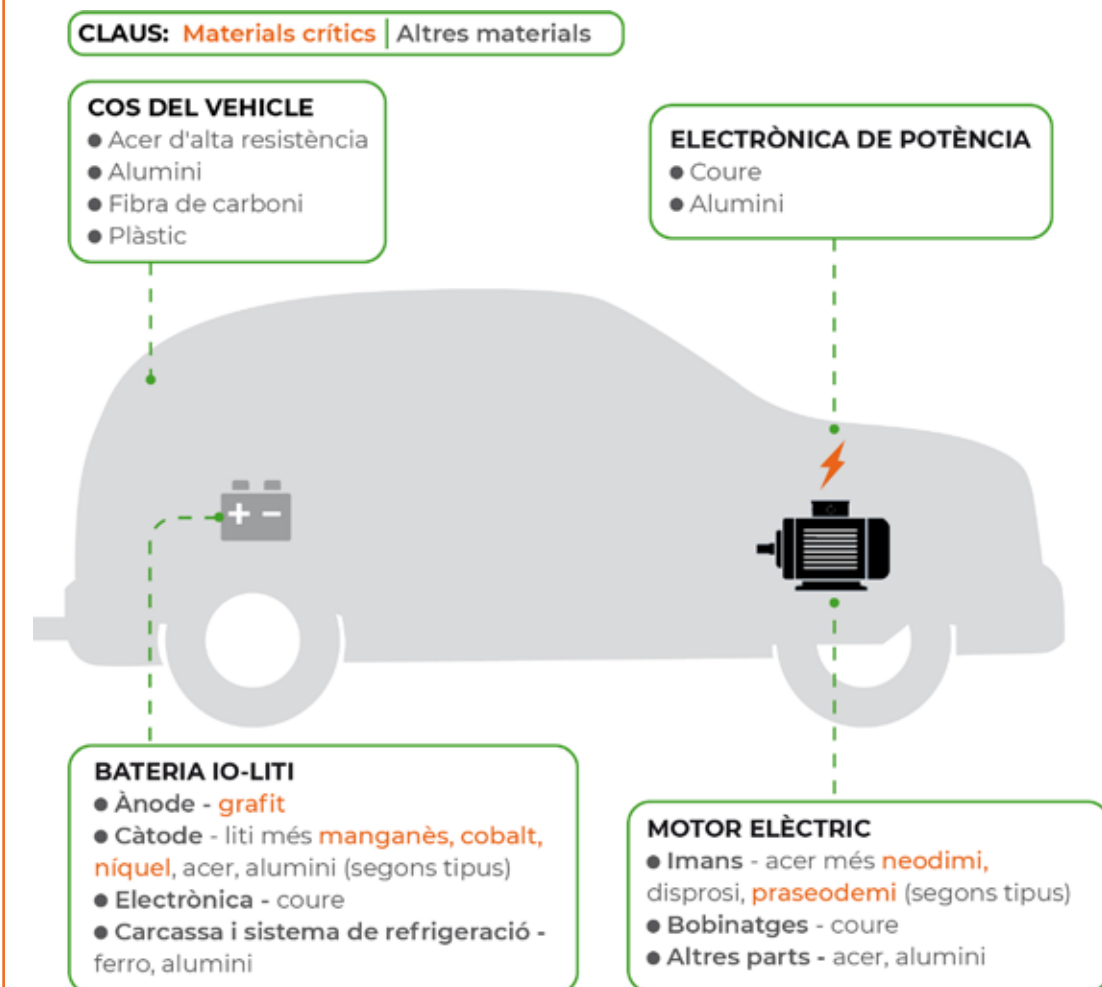 CLAUS: Materials crítics | Altres materials
COS DEL VEHICLE
● Acer d'alta resistència
● Alumini
● Fibra de carboni
● Plàstic
ELECTRÒNICA DE POTÈNCIA
● Coure
● Alumini
+ −
BATERIA IO-LITI
● Ànode - grafit
● Càtode - liti més manganès, cobalt,
níquel, acer, alumini (segons tipus)
● Electrònica - coure
● Carcassa i sistema de refrigeració -
ferro, alumini
MOTOR ELÈCTRIC
● Imans - acer més neodimi,
disprosi, praseodemi (segons tipus)
● Bobinatges - coure
● Altres parts - acer, alumini